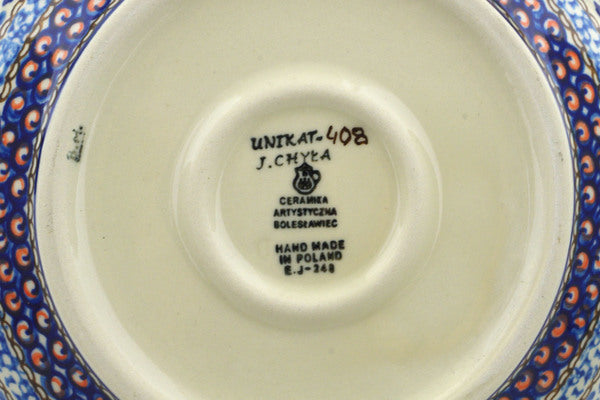 UNIKAT-408
J. CHYŁA
CERAMIKA
ARTYSTYCZNA
BOLESŁAWIEC
HAND MADE
IN POLAND
E.J-248